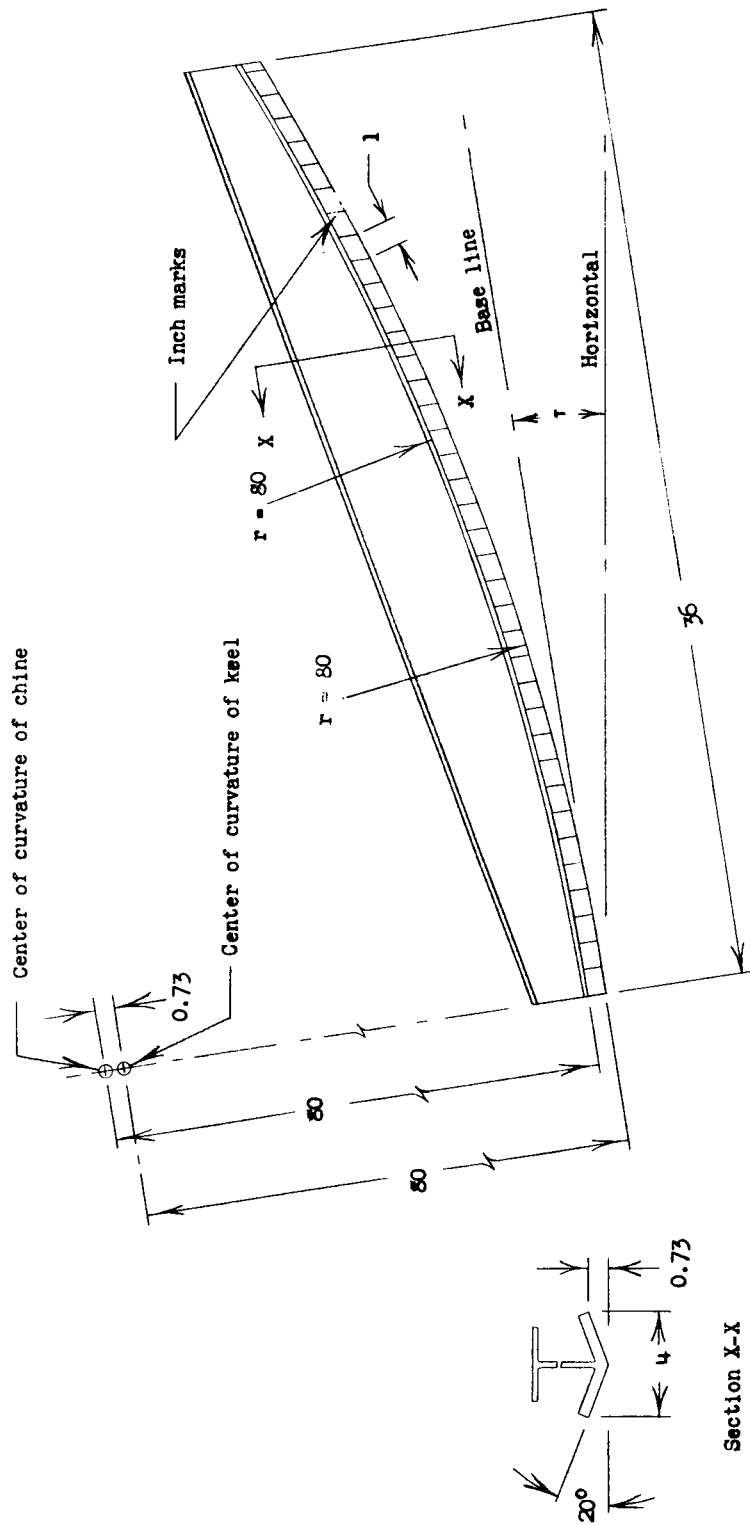 Center of curvature of chine
0.73
Center of curvature of keel
80
80
Inch marks
r = 80
r = 80
X
X
1
Base line
Horizontal
τ
36
20°
4
0.73
Section X-X